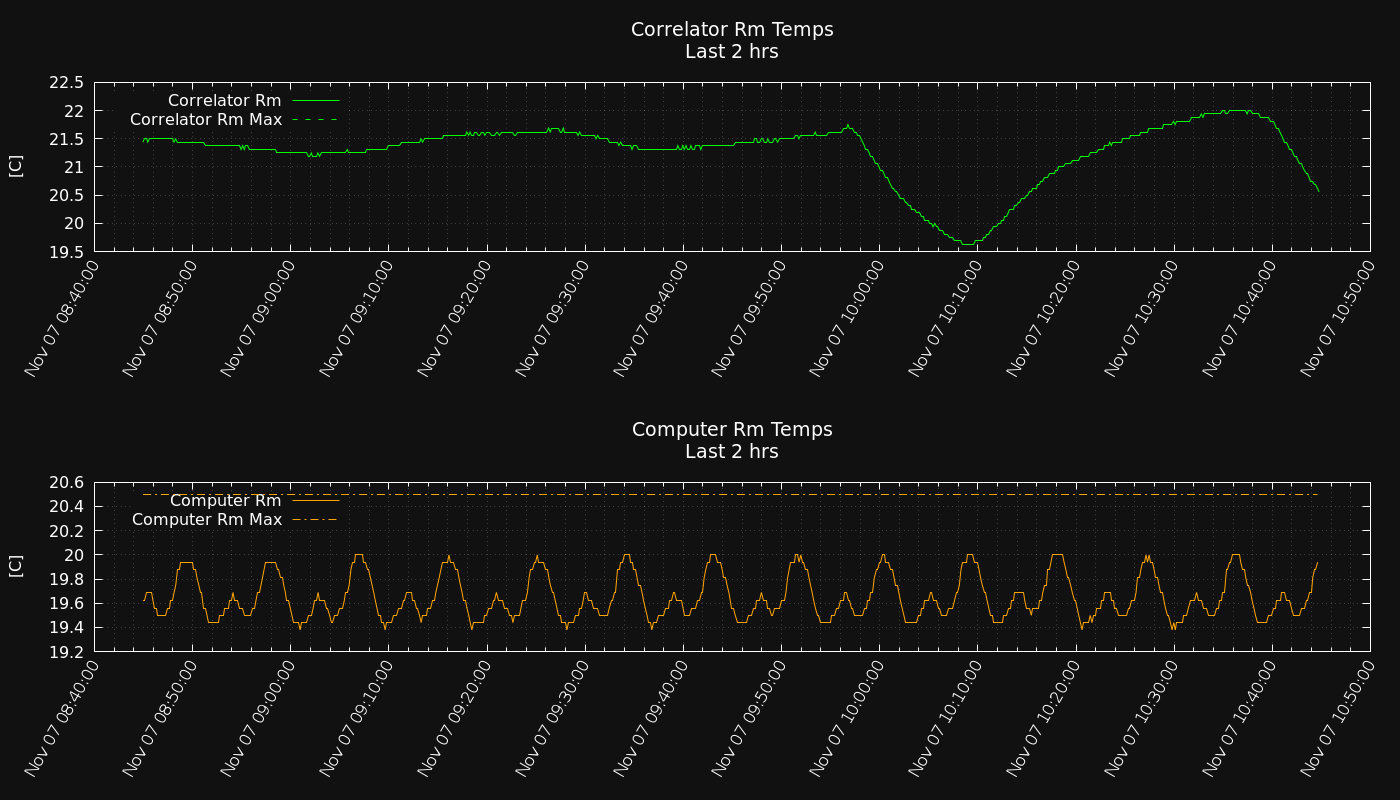 Correlator Rm Temps
Last 2 hrs
22.5
22
21.5
21
20.5
20
19.5
[C]
Correlator Rm
Correlator Rm Max
Nov 07 08:40:00
Nov 07 08:50:00
Nov 07 09:00:00
Nov 07 09:10:00
Nov 07 09:20:00
Nov 07 09:30:00
Nov 07 09:40:00
Nov 07 09:50:00
Nov 07 10:00:00
Nov 07 10:10:00
Nov 07 10:20:00
Nov 07 10:30:00
Nov 07 10:40:00
Nov 07 10:50:00
Computer Rm Temps
Last 2 hrs
20.6
20.4
20.2
20
19.8
19.6
19.4
19.2
[C]
Computer Rm
Computer Rm Max
Nov 07 08:40:00
Nov 07 08:50:00
Nov 07 09:00:00
Nov 07 09:10:00
Nov 07 09:20:00
Nov 07 09:30:00
Nov 07 09:40:00
Nov 07 09:50:00
Nov 07 10:00:00
Nov 07 10:10:00
Nov 07 10:20:00
Nov 07 10:30:00
Nov 07 10:40:00
Nov 07 10:50:00